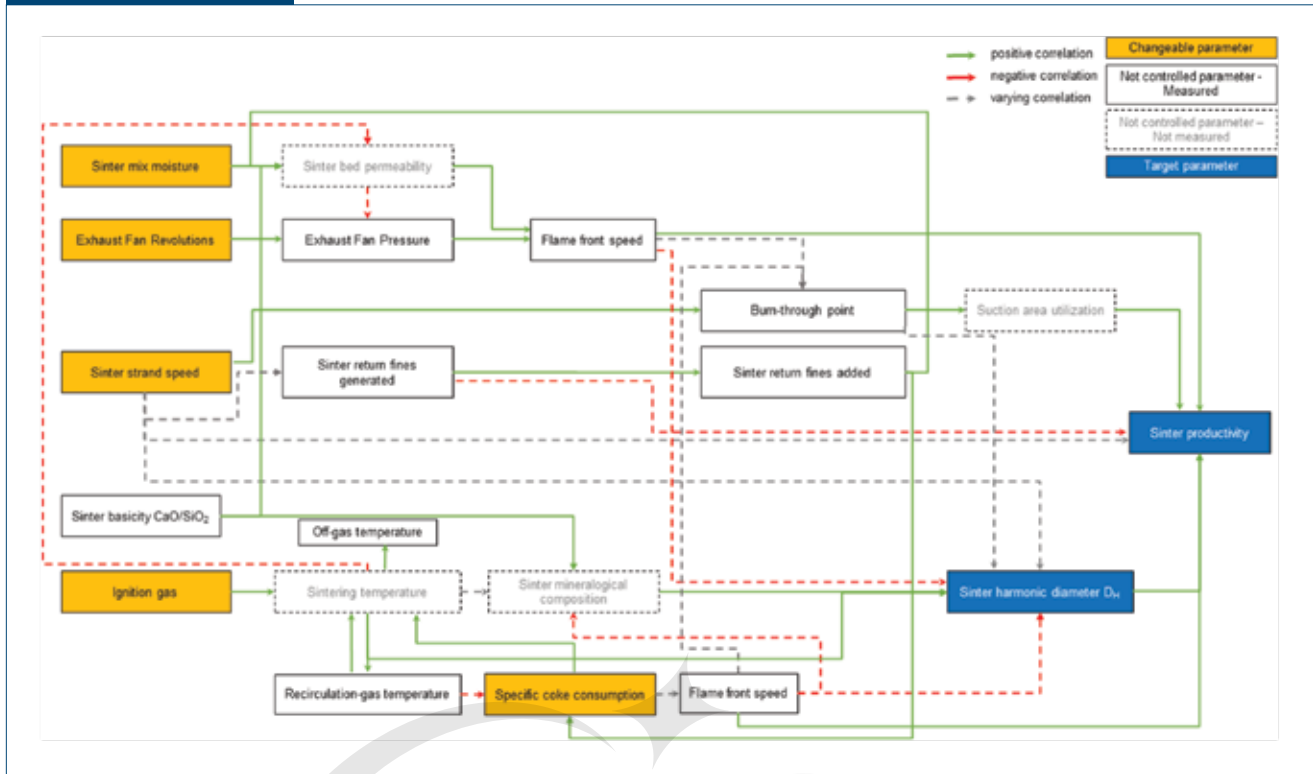 positive correlation
negative correlation
varying correlation
Changeable parameter
Not controlled parameter -
Measured
Not controlled parameter –
Not measured
Target parameter
Sinter mix moisture
Sinter bed permeability
Exhaust Fan Revolutions
Exhaust Fan Pressure
Flame front speed
Burn-through point
Suction area utilization
Sinter strand speed
Sinter return fines
generated
Sinter return fines added
Sinter productivity
Sinter basicity CaO/SiO₂
Off-gas temperature
Ignition gas
Sintering temperature
Sinter mineralogical
composition
Sinter harmonic diameter Dₕ
Recirculation-gas temperature
Specific coke consumption
Flame front speed